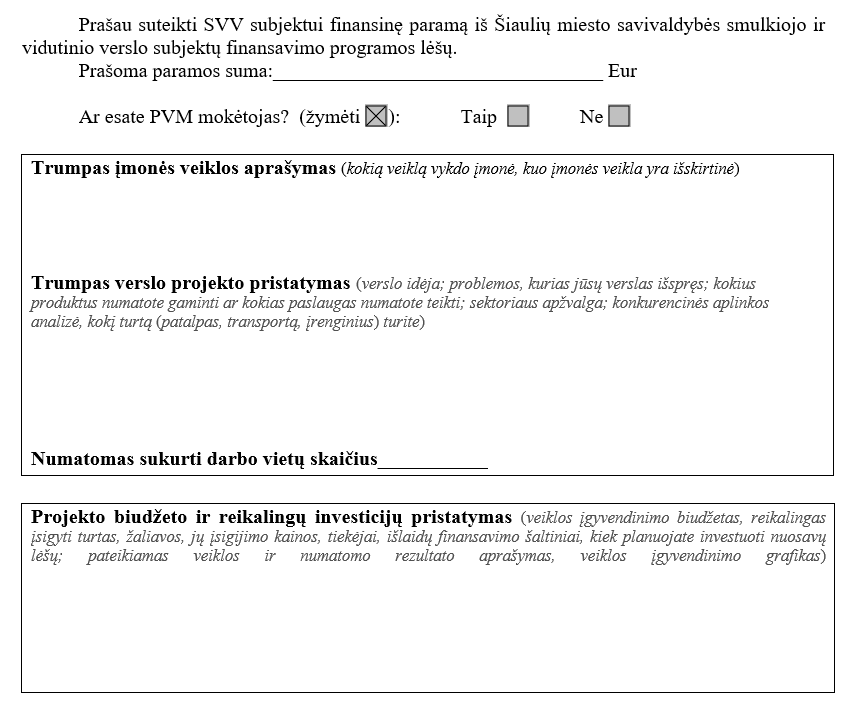 Prašau suteikti SVV subjektui finansinę paramą iš Šiaulių miesto savivaldybės smulkiojo ir
vidutinio verslo subjektų finansavimo programos lėšų.
Prašoma paramos suma:_________________________________ Eur
Ar esate PVM mokėtojas? (žymėti ☒): Taip ☐ Ne ☐
Trumpas įmonės veiklos aprašymas (kokią veiklą vykdo įmonė, kuo įmonės veikla yra išskirtinė)
Trumpas verslo projekto pristatymas (verslo idėja; problemos, kurias jūsų verslas išspręs; kokius
produktus numatote gaminti ar kokias paslaugas numatote teikti; sektoriaus apžvalga; konkurencinės aplinkos
analizė, kokį turtą (patalpas, transportą, įrenginius) turite)
Numatomas sukurti darbo vietų skaičius___________
Projekto biudžeto ir reikalingų investicijų pristatymas (veiklos įgyvendinimo biudžetas, reikalingas
įsigyti turtas, žaliavos, jų įsigijimo kainos, tiekėjai, išlaidų finansavimo šaltiniai, kiek planuojate investuoti nuosavų
lėšų; pateikiamas veiklos ir numatomo rezultato aprašymas, veiklos įgyvendinimo grafikas)